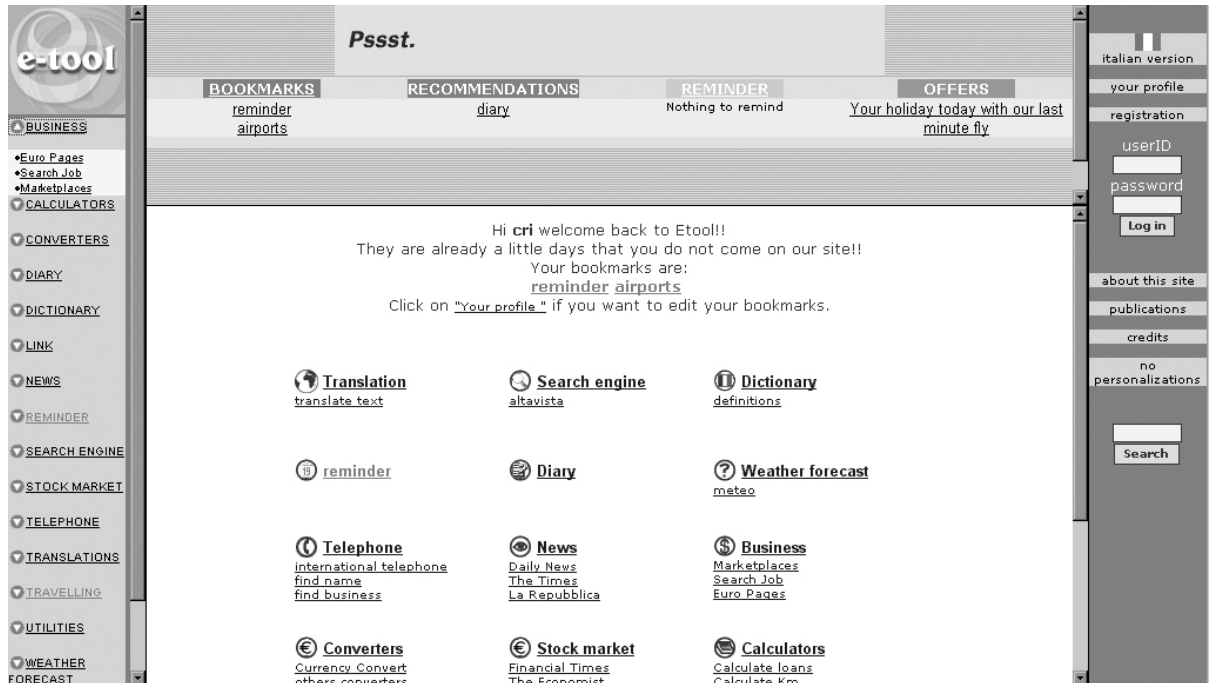 e-tool
BUSINESS
•Euro Pages
•Search Job
•Marketplaces
CALCULATORS
CONVERTERS
DIARY
DICTIONARY
LINK
NEWS
REMINDER
SEARCH ENGINE
STOCK MARKET
TELEPHONE
TRANSLATIONS
TRAVELLING
UTILITIES
WEATHER
FORECAST
Pssst.
BOOKMARKS RECOMMENDATIONS REMINDER OFFERS
reminder diary Nothing to remind Your holiday today with our last
airports minute fly
Hi cri welcome back to Etool!!
They are already a little days that you do not come on our site!!
Your bookmarks are:
reminder airports
Click on "Your profile " if you want to edit your bookmarks.
Translation Search engine Dictionary
translate text altavista definitions
19 reminder Diary Weather forecast
meteo
Telephone News Business
international telephone Daily News Marketplaces
find name The Times Search Job
find business La Repubblica Euro Pages
Converters Stock market Calculators
Currency Convert Financial Times Calculate loans
others converters The Economist Calculate Km
italian version
your profile
registration
userID
password
Log in
about this site
publications
credits
no
personalizations
Search